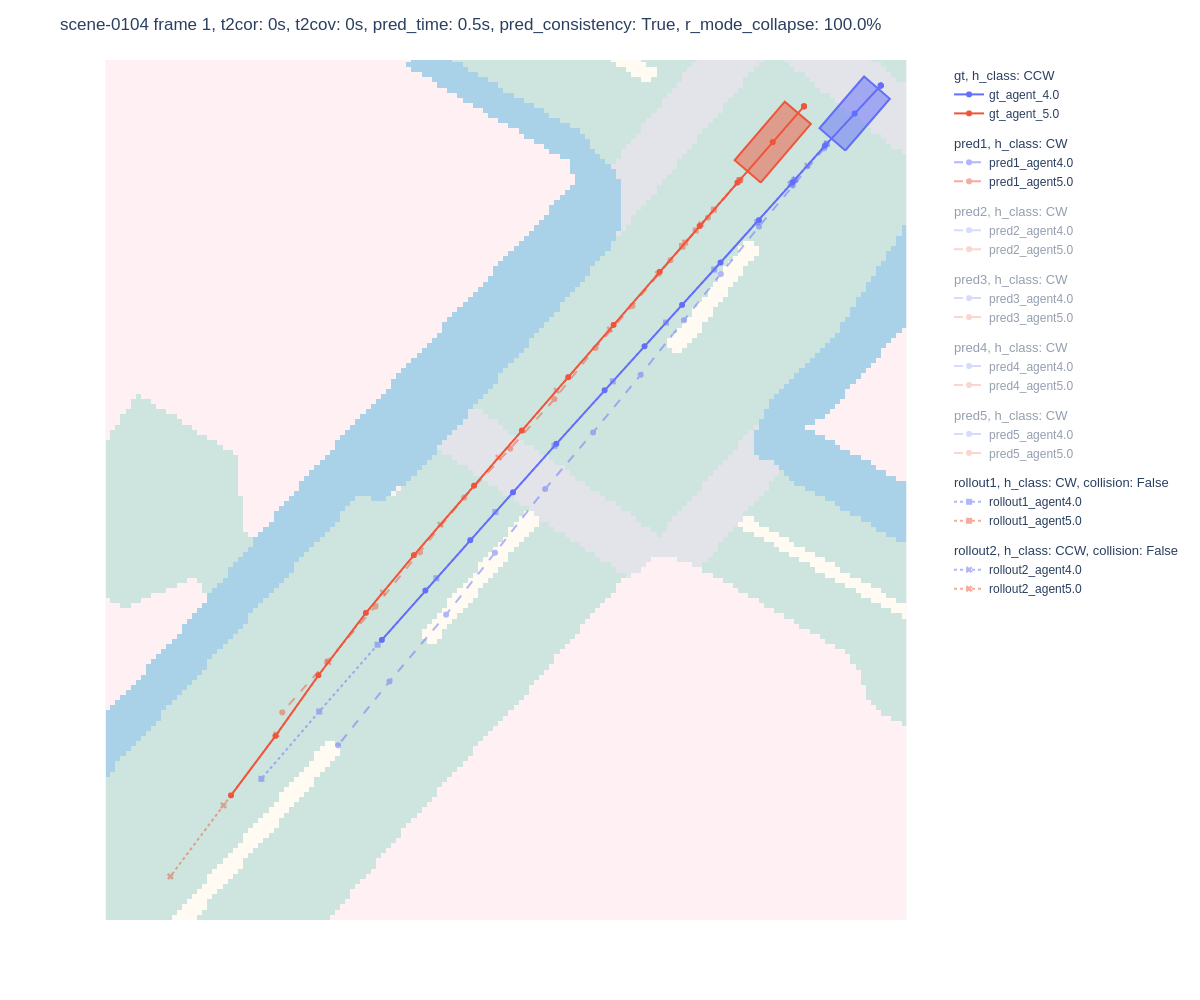 scene-0104 frame 1, t2cor: 0s, t2cov: 0s, pred_time: 0.5s, pred_consistency: True, r_mode_collapse: 100.0%
gt, h_class: CCW
gt_agent_4.0
gt_agent_5.0
pred1, h_class: CW
pred1_agent4.0
pred1_agent5.0
pred2, h_class: CW
pred2_agent4.0
pred2_agent5.0
pred3, h_class: CW
pred3_agent4.0
pred3_agent5.0
pred4, h_class: CW
pred4_agent4.0
pred4_agent5.0
pred5, h_class: CW
pred5_agent4.0
pred5_agent5.0
rollout1, h_class: CW, collision: False
rollout1_agent4.0
rollout1_agent5.0
rollout2, h_class: CCW, collision: False
rollout2_agent4.0
rollout2_agent5.0